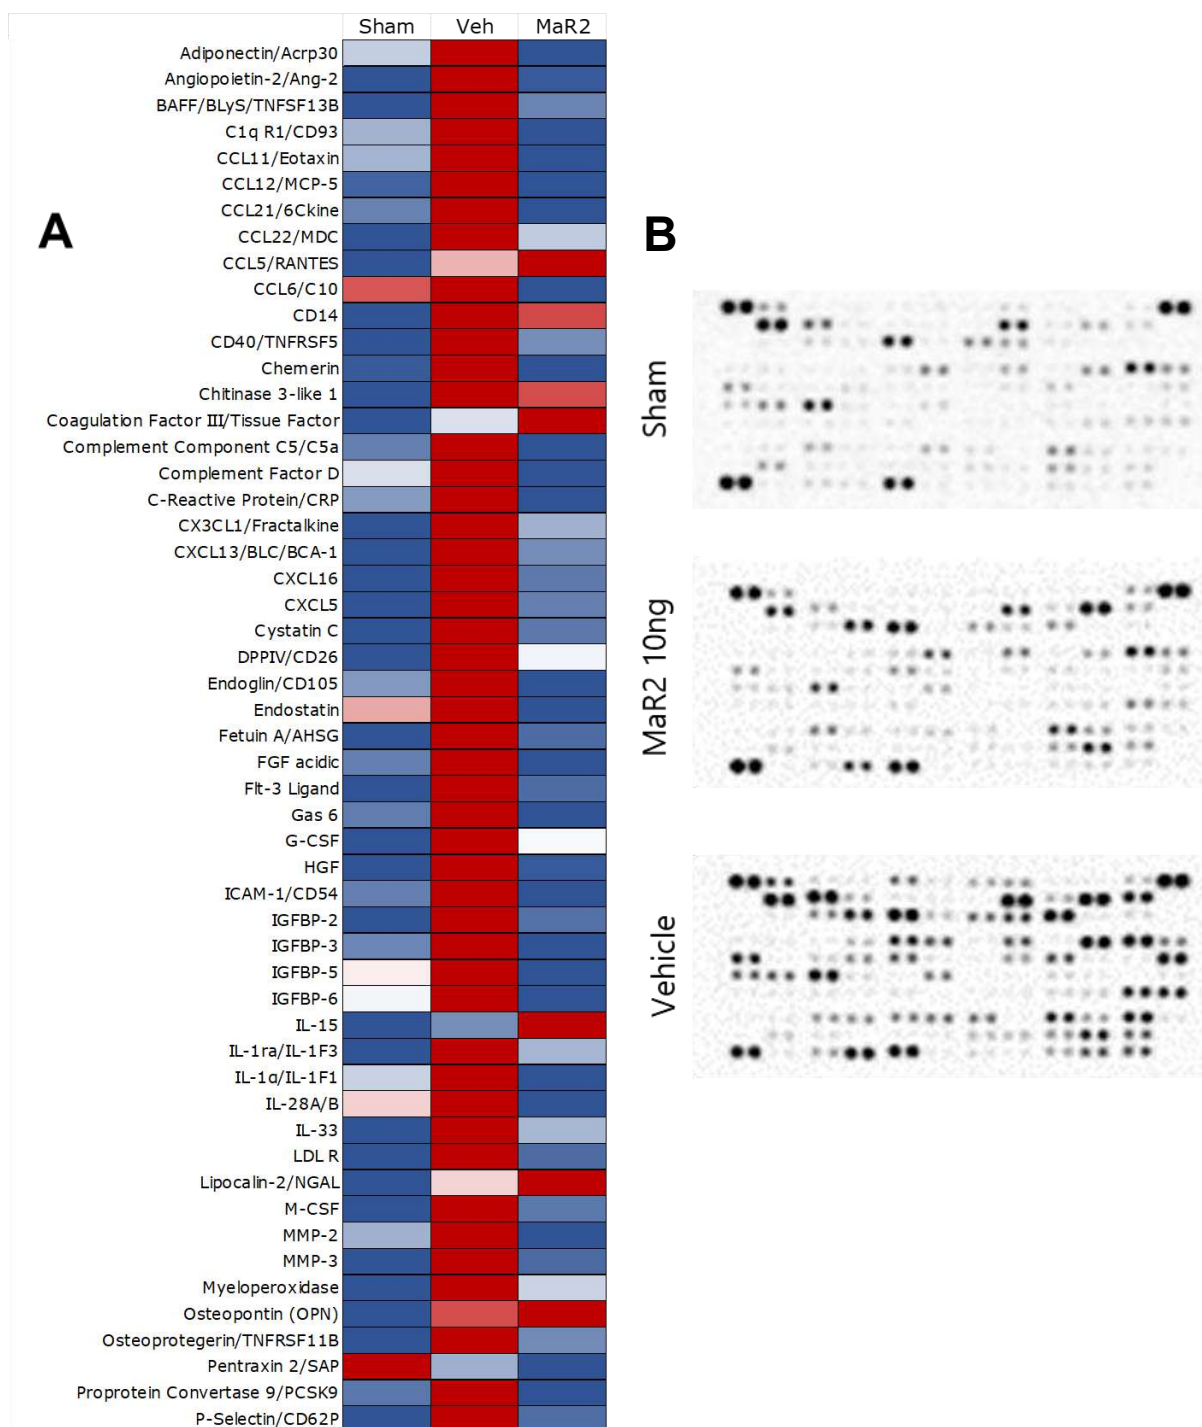 Sham Veh MaR2
Adiponectin/Acrp30
Angiopoietin-2/Ang-2
BAFF/BLyS/TNFSF13B
C1q R1/CD93
CCL11/Eotaxin
CCL12/MCP-5
CCL21/6Ckine
CCL22/MDC
CCL5/RANTES
CCL6/C10
CD14
CD40/TNFRSF5
Chemerin
Chitinase 3-like 1
Coagulation Factor III/Tissue Factor
Complement Component C5/C5a
Complement Factor D
C-Reactive Protein/CRP
CX3CL1/Fractalkine
CXCL13/BLC/BCA-1
CXCL16
CXCL5
Cystatin C
DPPIV/CD26
Endoglin/CD105
Endostatin
Fetuin A/AHSG
FGF acidic
Flt-3 Ligand
Gas 6
G-CSF
HGF
ICAM-1/CD54
IGFBP-2
IGFBP-3
IGFBP-5
IGFBP-6
IL-15
IL-1ra/IL-1F3
IL-1α/IL-1F1
IL-28A/B
IL-33
LDL R
Lipocalin-2/NGAL
M-CSF
MMP-2
MMP-3
Myeloperoxidase
Osteopontin (OPN)
Osteoprotegerin/TNFRSF11B
Pentraxin 2/SAP
Proprotein Convertase 9/PCSK9
P-Selectin/CD62P
A
B
Sham
MaR2 10ng
Vehicle